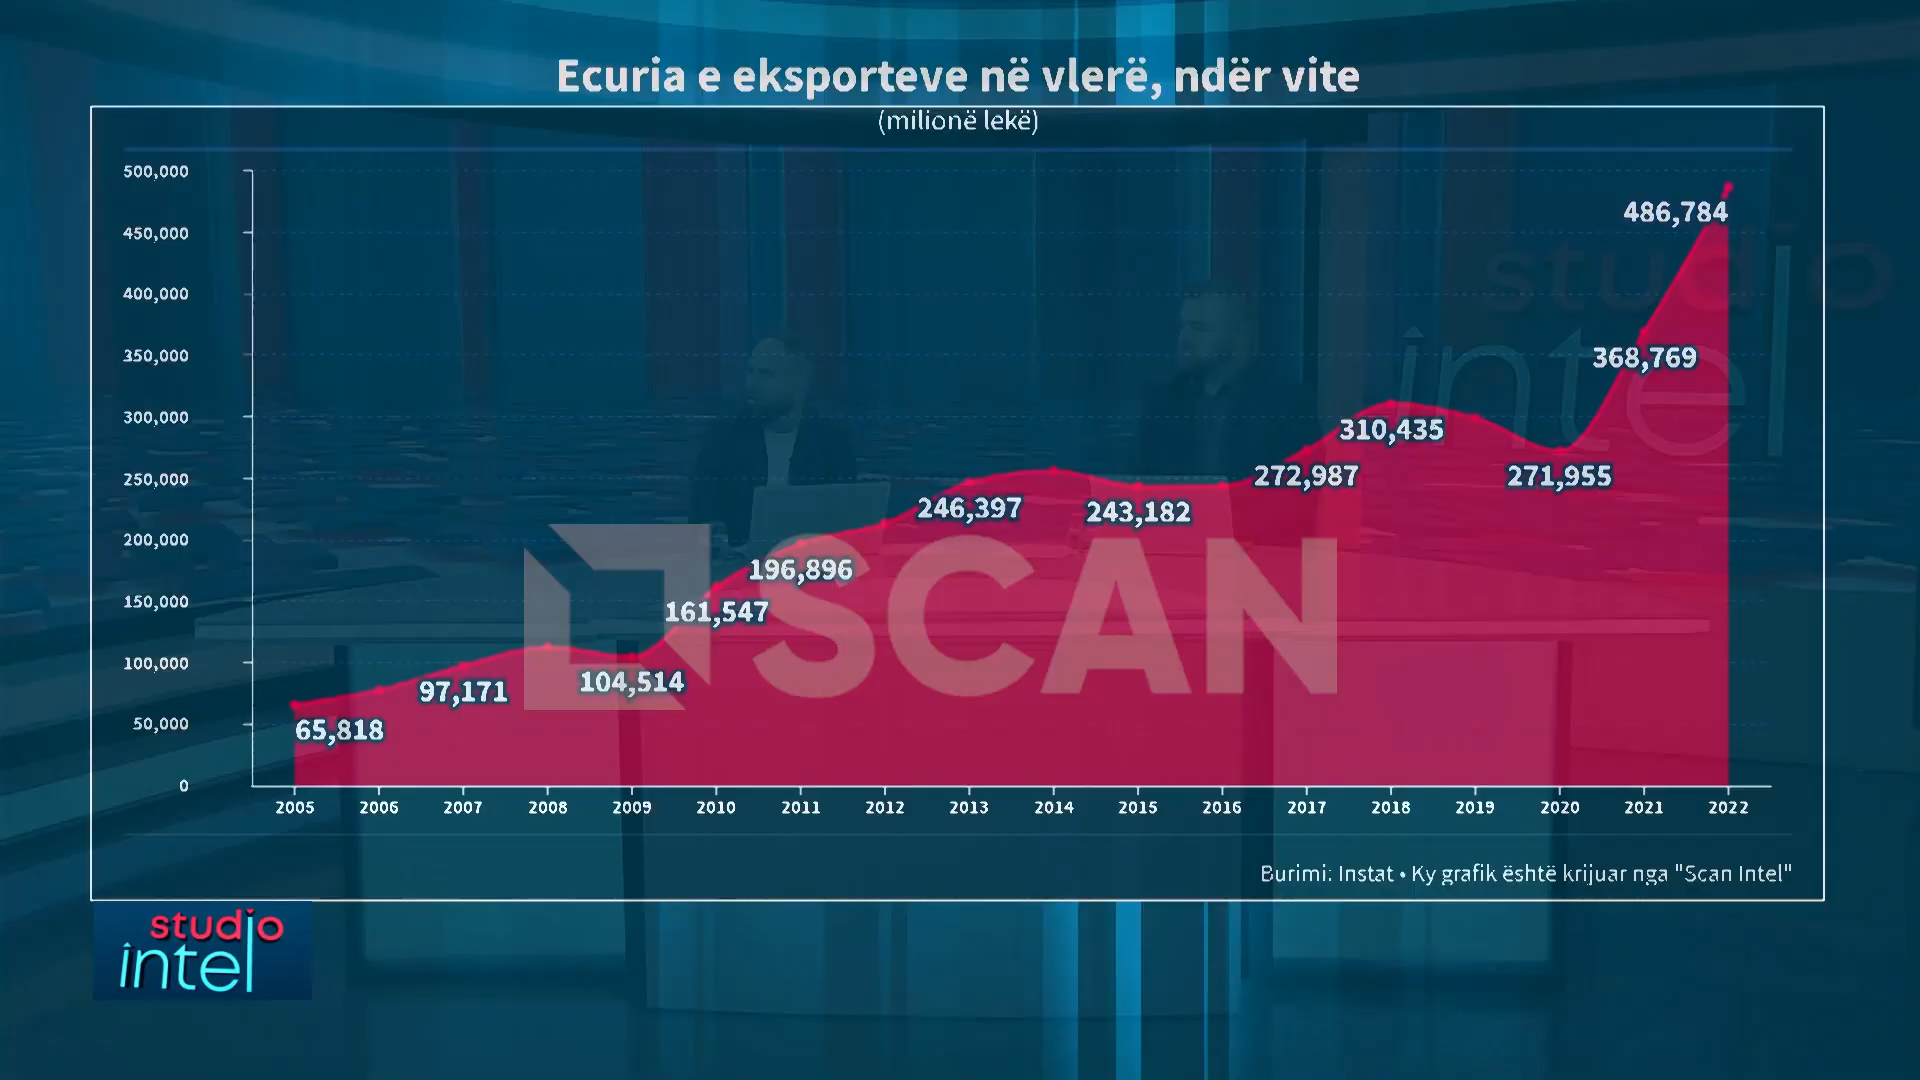 Ecuria e eksporteve në vlerë, ndër vite
(milionë lekë)
500,000
450,000
400,000
350,000
300,000
250,000
200,000
150,000
100,000
50,000
0
486,784
368,769
310,435
272,987
271,955
246,397
243,182
196,896
161,547
104,514
97,171
65,818
SCAN
studio
intel
2005 2006 2007 2008 2009 2010 2011 2012 2013 2014 2015 2016 2017 2018 2019 2020 2021 2022
Burimi: Instat • Ky grafik është krijuar nga "Scan Intel"
studio
intel